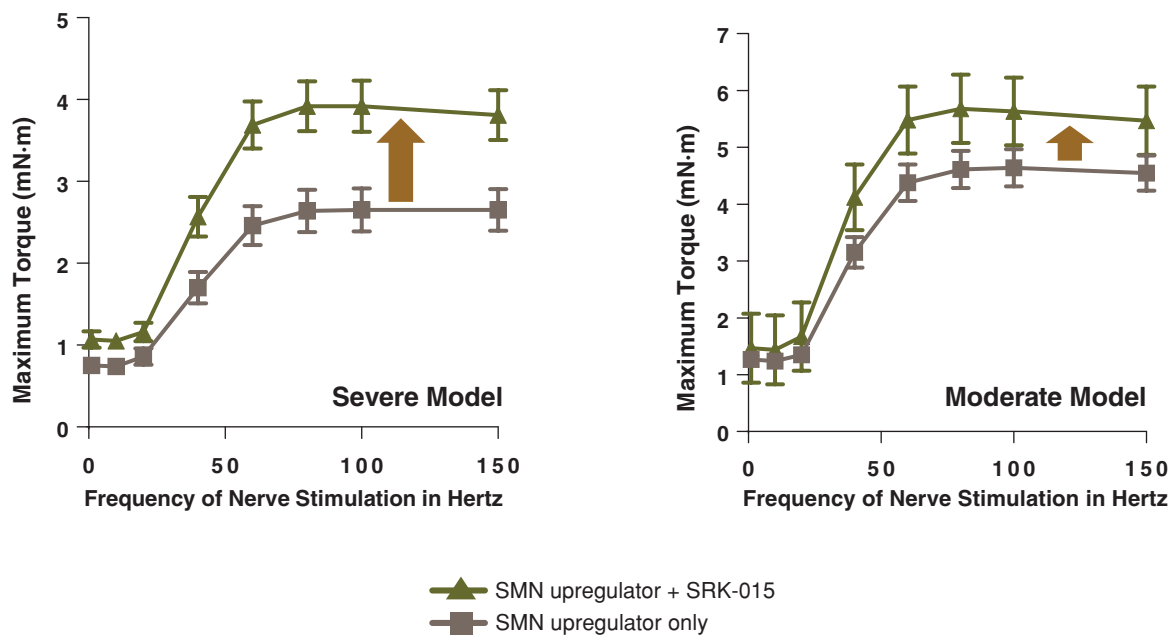 5
4
3
2
1
0
Maximum Torque (mN·m)
Severe Model
0 50 100 150
Frequency of Nerve Stimulation in Hertz
7
6
5
4
3
2
1
0
Maximum Torque (mN·m)
Moderate Model
0 50 100 150
Frequency of Nerve Stimulation in Hertz
SMN upregulator + SRK-015
SMN upregulator only